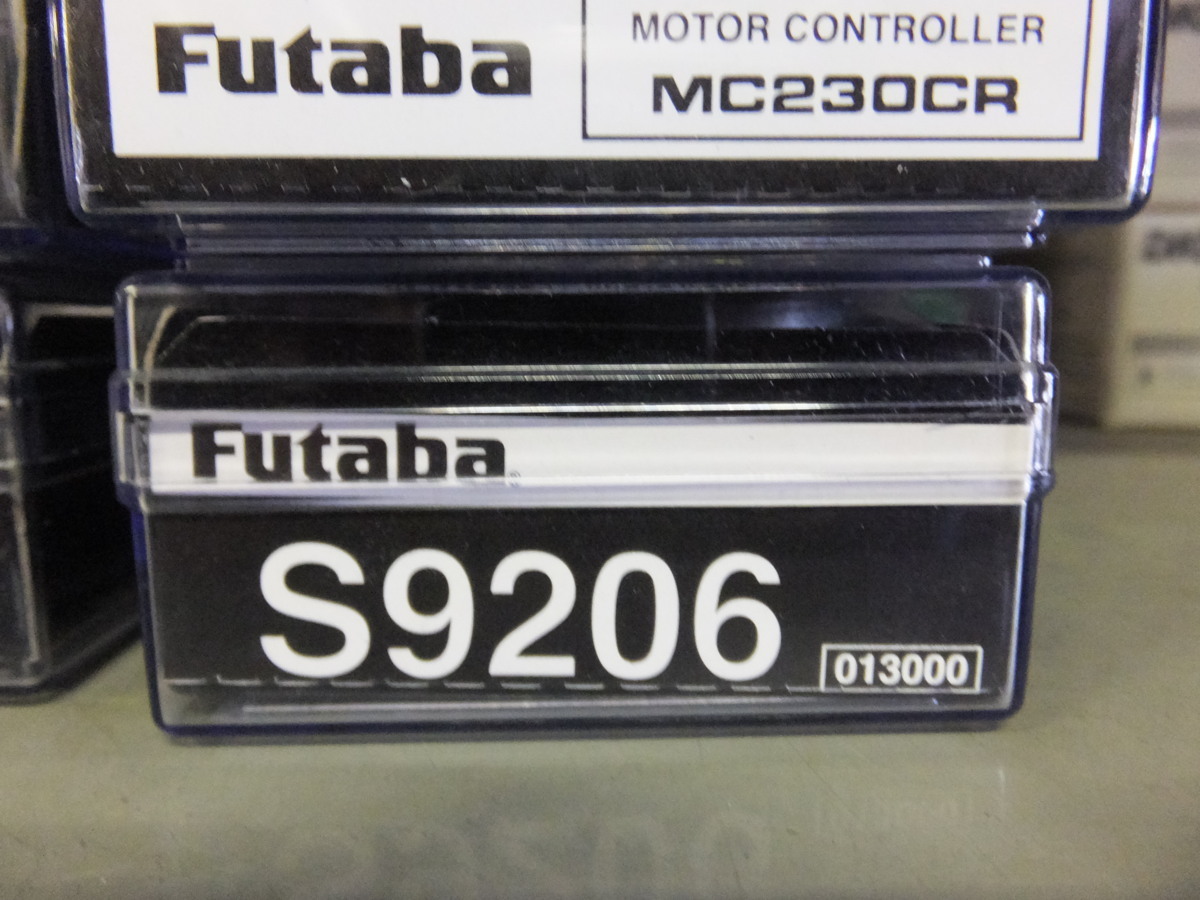 Futaba
MOTOR CONTROLLER
MC230CR
Futaba®
S9206
013000